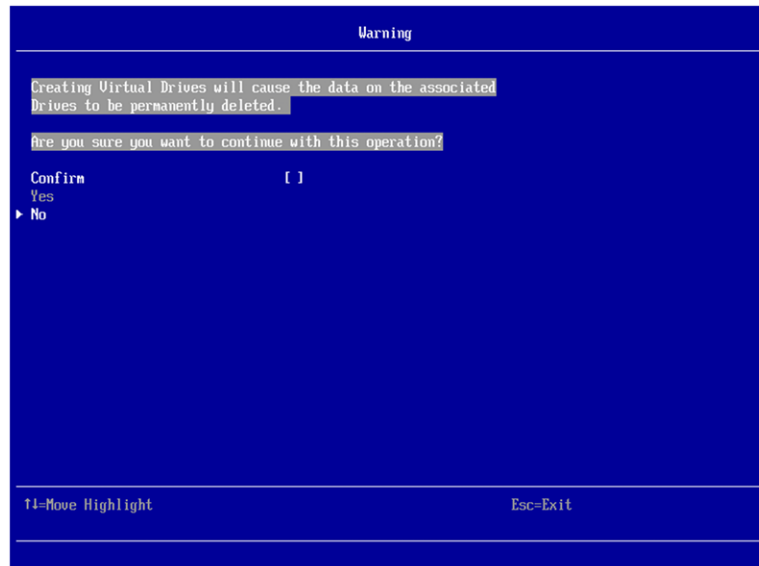 Warning
Creating Virtual Drives will cause the data on the associated
Drives to be permanently deleted.
Are you sure you want to continue with this operation?
Confirm [ ]
Yes
No
↑↓=Move Highlight Esc=Exit